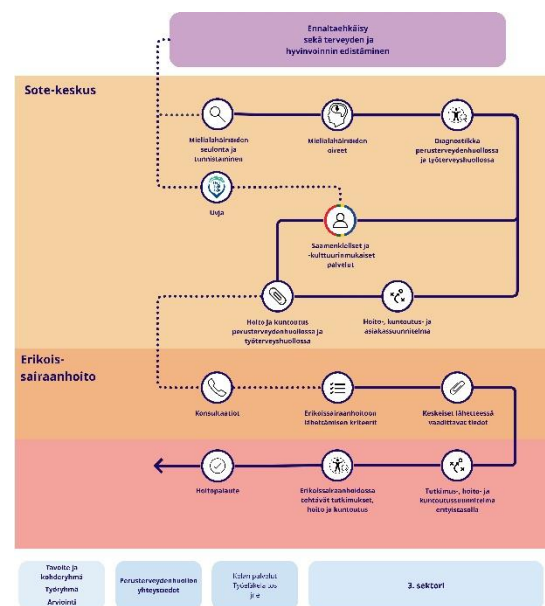 Ennaltaehkäisy
sekä terveyden ja
hyvinvoinnin edistäminen
Sote-keskus
Mielialahäiriöiden
seulonta ja
tunnistaminen
Mielialahäiriöiden
oireet
Diagnostiikka
perusterveydenhuollossa
ja työterveyshuollossa
Saamenkieliset ja
-kulttuurinmukaiset
palvelut
Hoito ja kuntoutus
perusterveydenhuollossa ja
työterveyshuollossa
Hoito-, kuntoutus- ja
asiakassuunnitelma
Erikois-
sairaanhoito
Konsultaatiot
Erikoissairaanhoitoon
lähettämisen kriteerit
Keskeiset lähetteessä
vaadittavat tiedot
Hoitopalaute
Erikoissairaanhoidossa
tehtävät tutkimukset,
hoito ja kuntoutus
Tutkimus-, hoito- ja
kuntoutussuunnitelma
erityistasolla
Tavoite ja
kohderyhmä
Työryhmä
Arviointi
Perusterveydenhuollon
yhteystiedot
Kelan palvelut
Työeläkelaitos
3. sektori